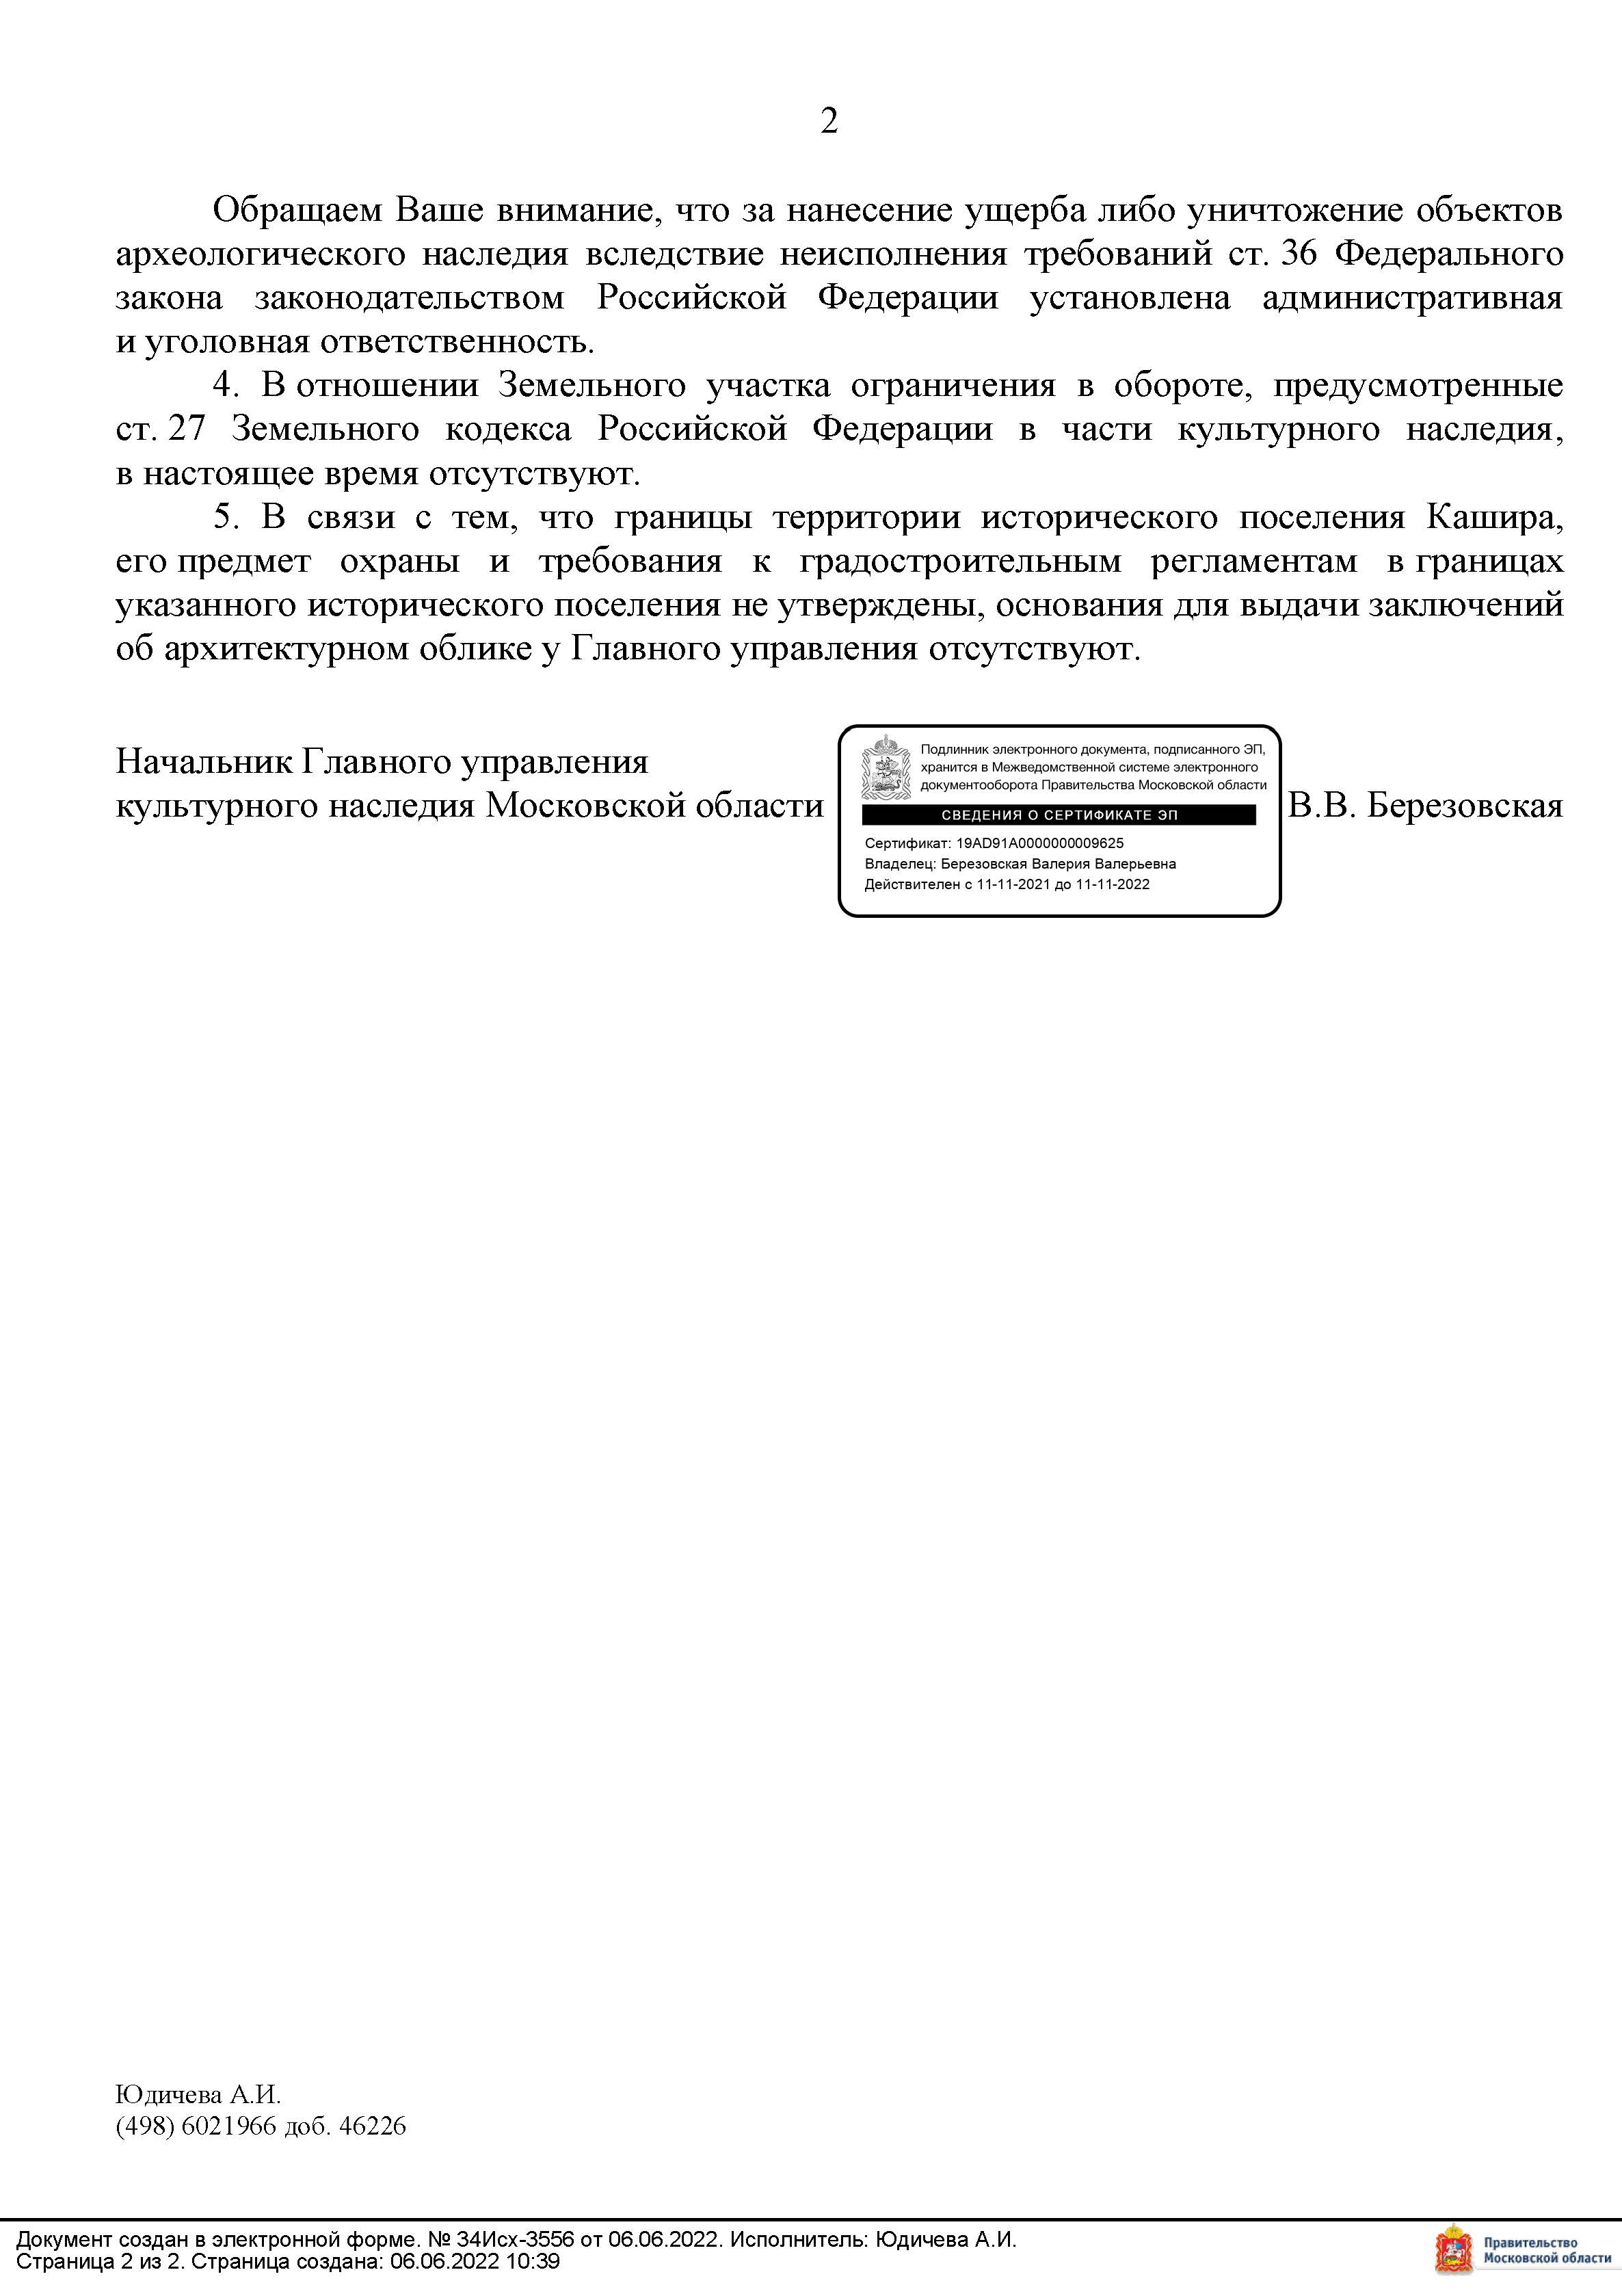 2
Обращаем Ваше внимание, что за нанесение ущерба либо уничтожение объектов
археологического наследия вследствие неисполнения требований ст. 36 Федерального
закона законодательством Российской Федерации установлена административная
и уголовная ответственность.
4. В отношении Земельного участка ограничения в обороте, предусмотренные
ст. 27 Земельного кодекса Российской Федерации в части культурного наследия,
в настоящее время отсутствуют.
5. В связи с тем, что границы территории исторического поселения Кашира,
его предмет охраны и требования к градостроительным регламентам в границах
указанного исторического поселения не утверждены, основания для выдачи заключений
об архитектурном облике у Главного управления отсутствуют.
Начальник Главного управления
культурного наследия Московской области
Подлинник электронного документа, подписанного ЭП,
хранится в Межведомственной системе электронного
документооборота Правительства Московской области
СВЕДЕНИЯ О СЕРТИФИКАТЕ ЭП
Сертификат: 19AD91A0000000009625
Владелец: Березовская Валерия Валерьевна
Действителен с 11-11-2021 до 11-11-2022
В.В. Березовская
Юдичева А.И.
(498) 6021966 доб. 46226
Документ создан в электронной форме. № 34Исх-3556 от 06.06.2022. Исполнитель: Юдичева А.И.
Страница 2 из 2. Страница создана: 06.06.2022 10:39
Правительство
Московской области